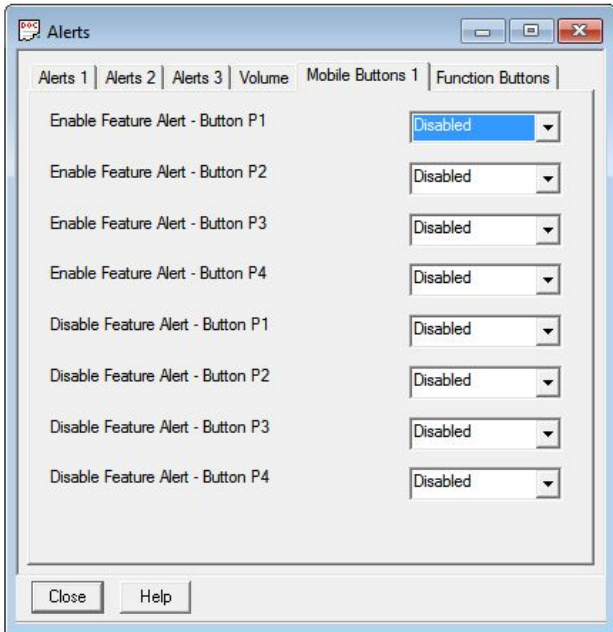 Alerts
Alerts 1 Alerts 2 Alerts 3 Volume Mobile Buttons 1 Function Buttons
Enable Feature Alert - Button P1 Disabled
Enable Feature Alert - Button P2 Disabled
Enable Feature Alert - Button P3 Disabled
Enable Feature Alert - Button P4 Disabled
Disable Feature Alert - Button P1 Disabled
Disable Feature Alert - Button P2 Disabled
Disable Feature Alert - Button P3 Disabled
Disable Feature Alert - Button P4 Disabled
Close Help